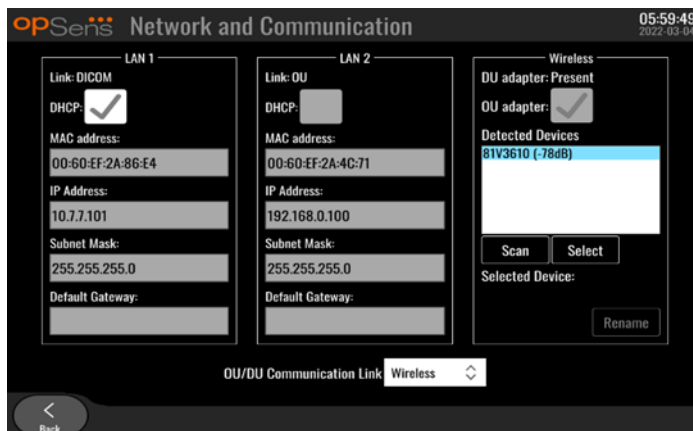 opSens Network and Communication
05:59:49
2022-03-04
LAN 1
Link: DICOM
DHCP:
MAC address:
00:60:EF:2A:86:E4
IP Address:
10.7.7.101
Subnet Mask:
255.255.255.0
Default Gateway:
LAN 2
Link: OU
DHCP:
MAC address:
00:60:EF:2A:4C:71
IP Address:
192.168.0.100
Subnet Mask:
255.255.255.0
Default Gateway:
Wireless
DU adapter: Present
OU adapter:
Detected Devices
81V3610 (-78dB)
Scan Select
Selected Device:
Rename
OU/DU Communication Link Wireless
Back